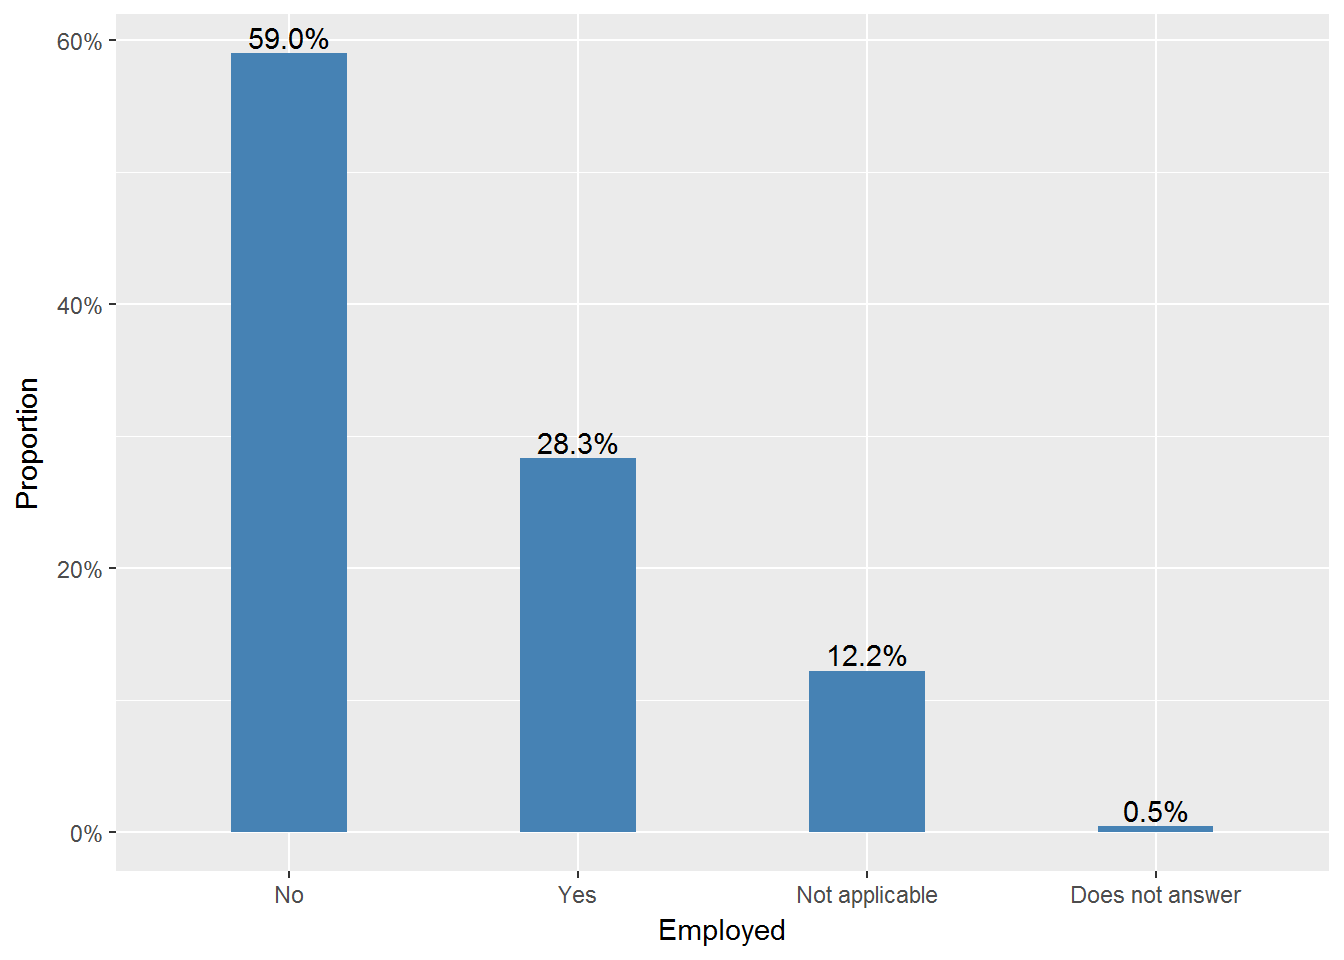 60%
40%
20%
0%
Proportion
59.0%
28.3%
12.2%
0.5%
No
Yes
Not applicable
Does not answer
Employed